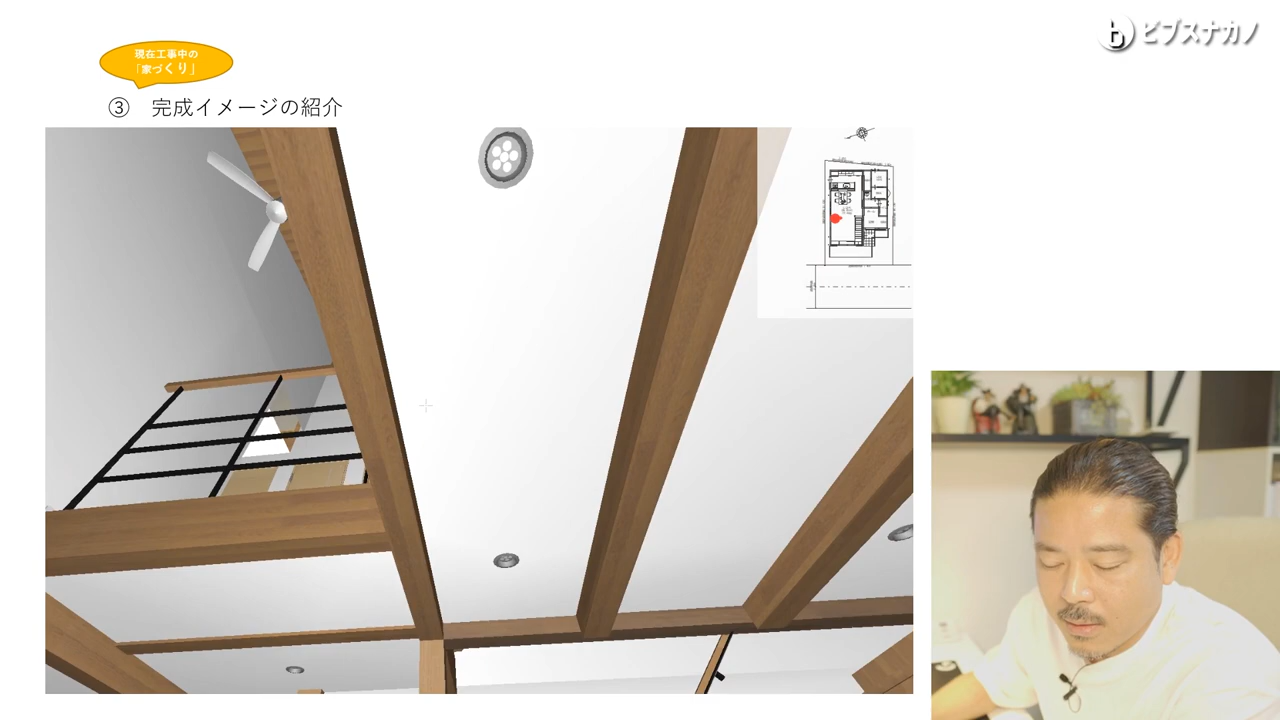 ビブスナカノ
現在工事中の
「家づくり」
③ 完成イメージの紹介